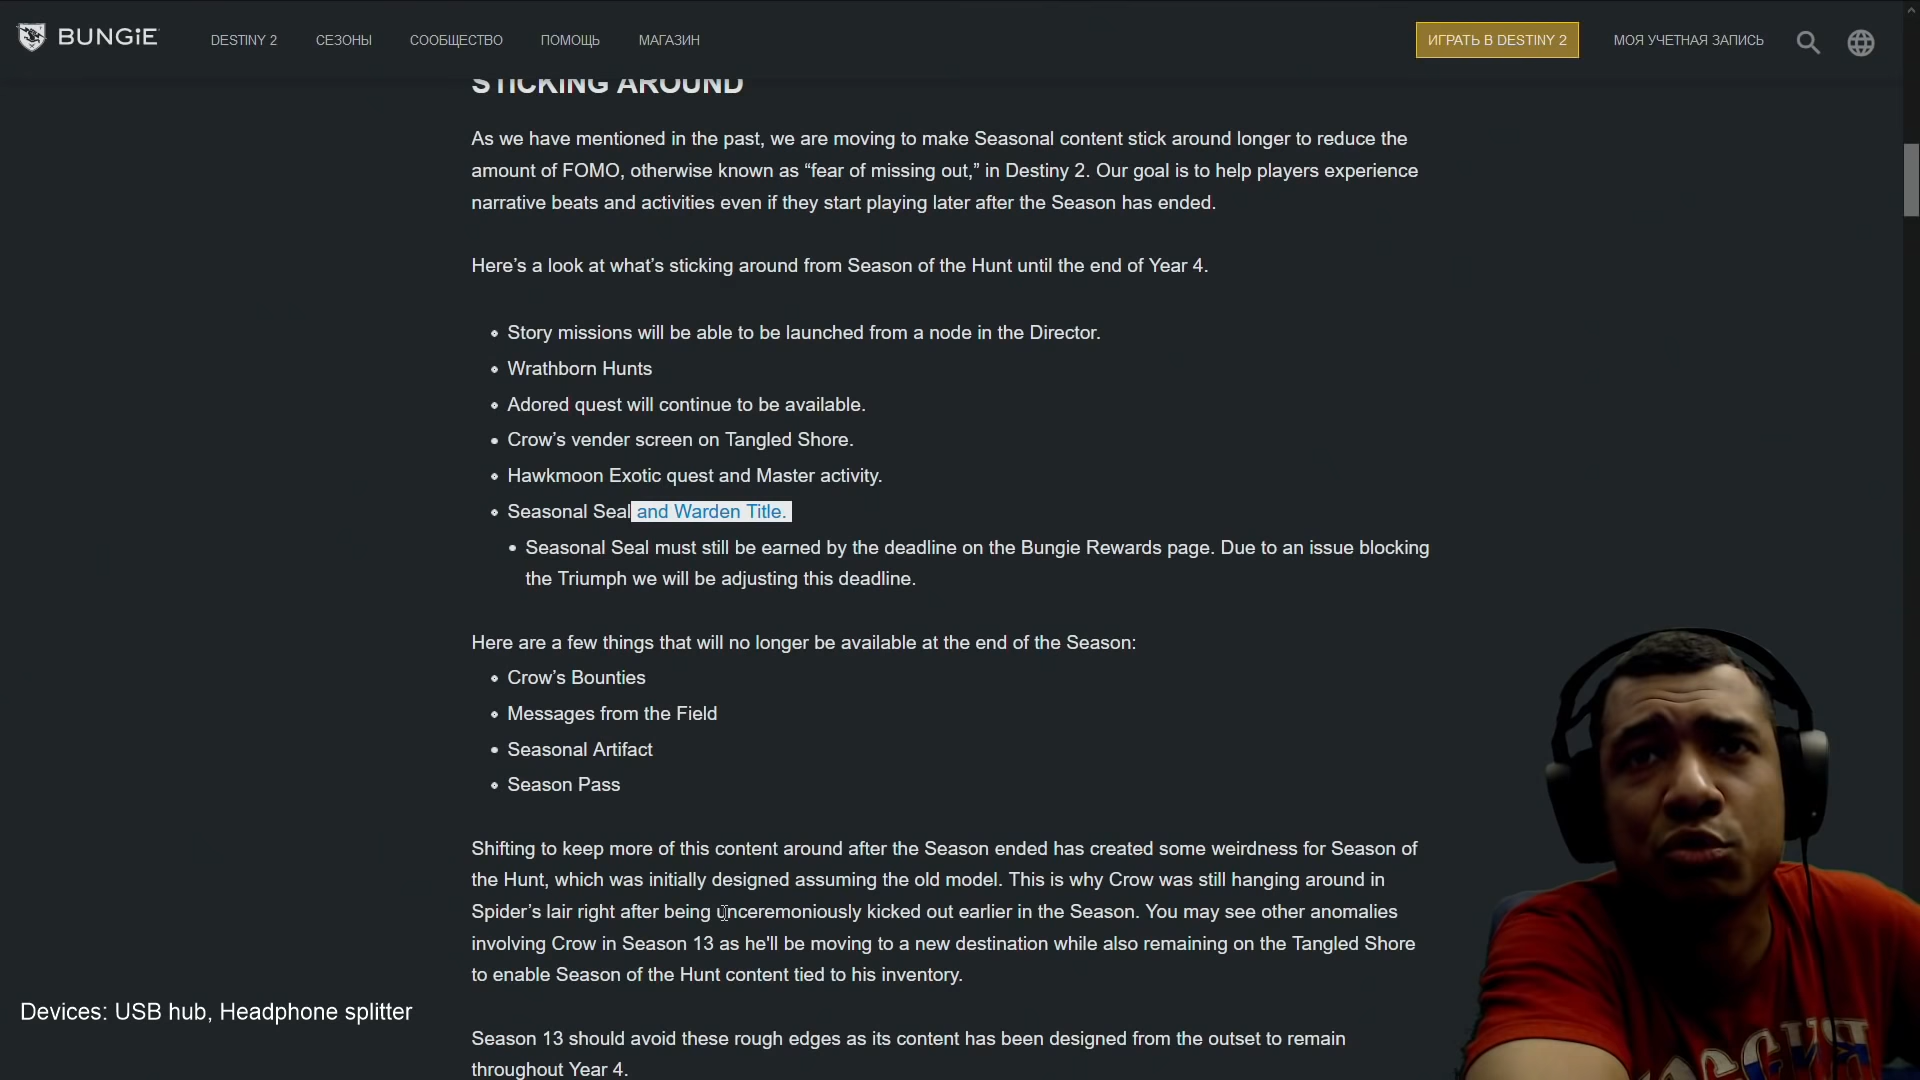 BUNGiE
DESTINY 2
СЕЗОНЫ
СООБЩЕСТВО
ПОМОЩЬ
МАГАЗИН
ИГРАТЬ В DESTINY 2
МОЯ УЧЕТНАЯ ЗАПИСЬ
STICKING AROUND
As we have mentioned in the past, we are moving to make Seasonal content stick around longer to reduce the
amount of FOMO, otherwise known as “fear of missing out,” in Destiny 2. Our goal is to help players experience
narrative beats and activities even if they start playing later after the Season has ended.
Here’s a look at what’s sticking around from Season of the Hunt until the end of Year 4.
• Story missions will be able to be launched from a node in the Director.
• Wrathborn Hunts
• Adored quest will continue to be available.
• Crow’s vender screen on Tangled Shore.
• Hawkmoon Exotic quest and Master activity.
• Seasonal Seal and Warden Title.
• Seasonal Seal must still be earned by the deadline on the Bungie Rewards page. Due to an issue blocking
the Triumph we will be adjusting this deadline.
Here are a few things that will no longer be available at the end of the Season:
• Crow’s Bounties
• Messages from the Field
• Seasonal Artifact
• Season Pass
Shifting to keep more of this content around after the Season ended has created some weirdness for Season of
the Hunt, which was initially designed assuming the old model. This is why Crow was still hanging around in
Spider’s lair right after being unceremoniously kicked out earlier in the Season. You may see other anomalies
involving Crow in Season 13 as he'll be moving to a new destination while also remaining on the Tangled Shore
to enable Season of the Hunt content tied to his inventory.
Devices: USB hub, Headphone splitter
Season 13 should avoid these rough edges as its content has been designed from the outset to remain
throughout Year 4.